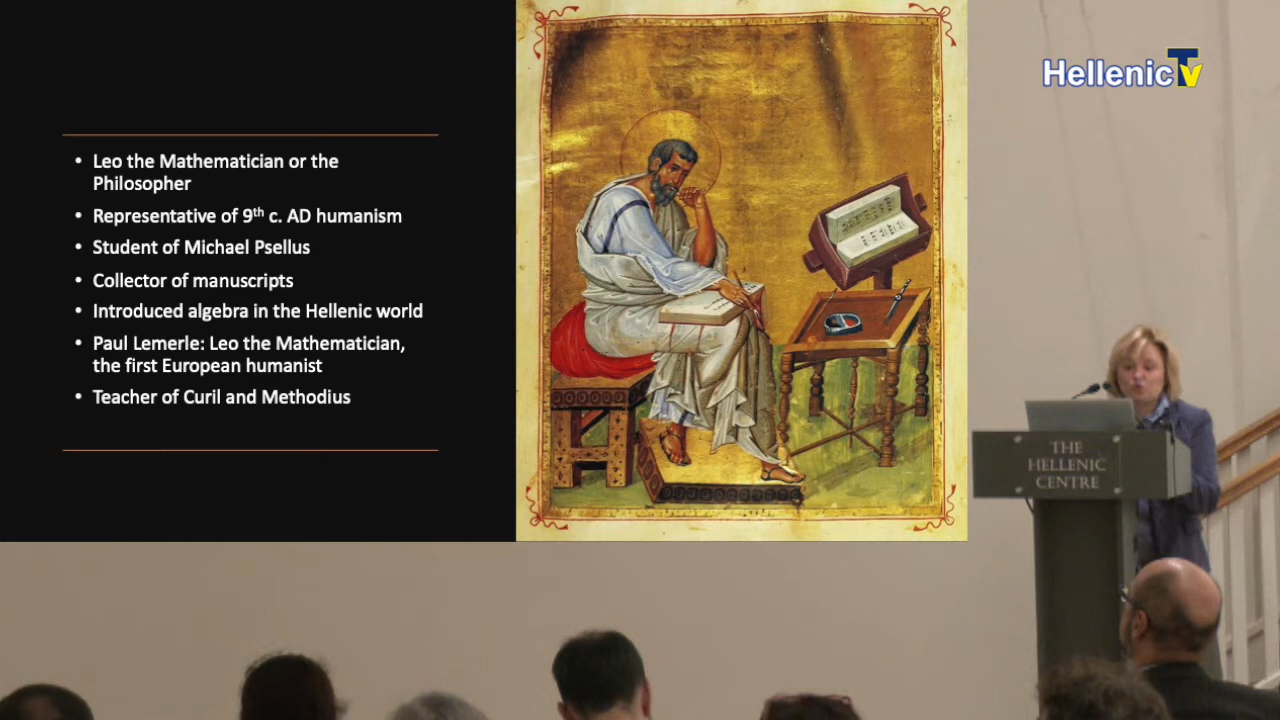 • Leo the Mathematician or the
Philosopher
• Representative of 9th c. AD humanism
• Student of Michael Psellus
• Collector of manuscripts
• Introduced algebra in the Hellenic world
• Paul Lemerle: Leo the Mathematician,
the first European humanist
• Teacher of Curil and Methodius
HellenicTv
THE
HELLENIC
CENTRE